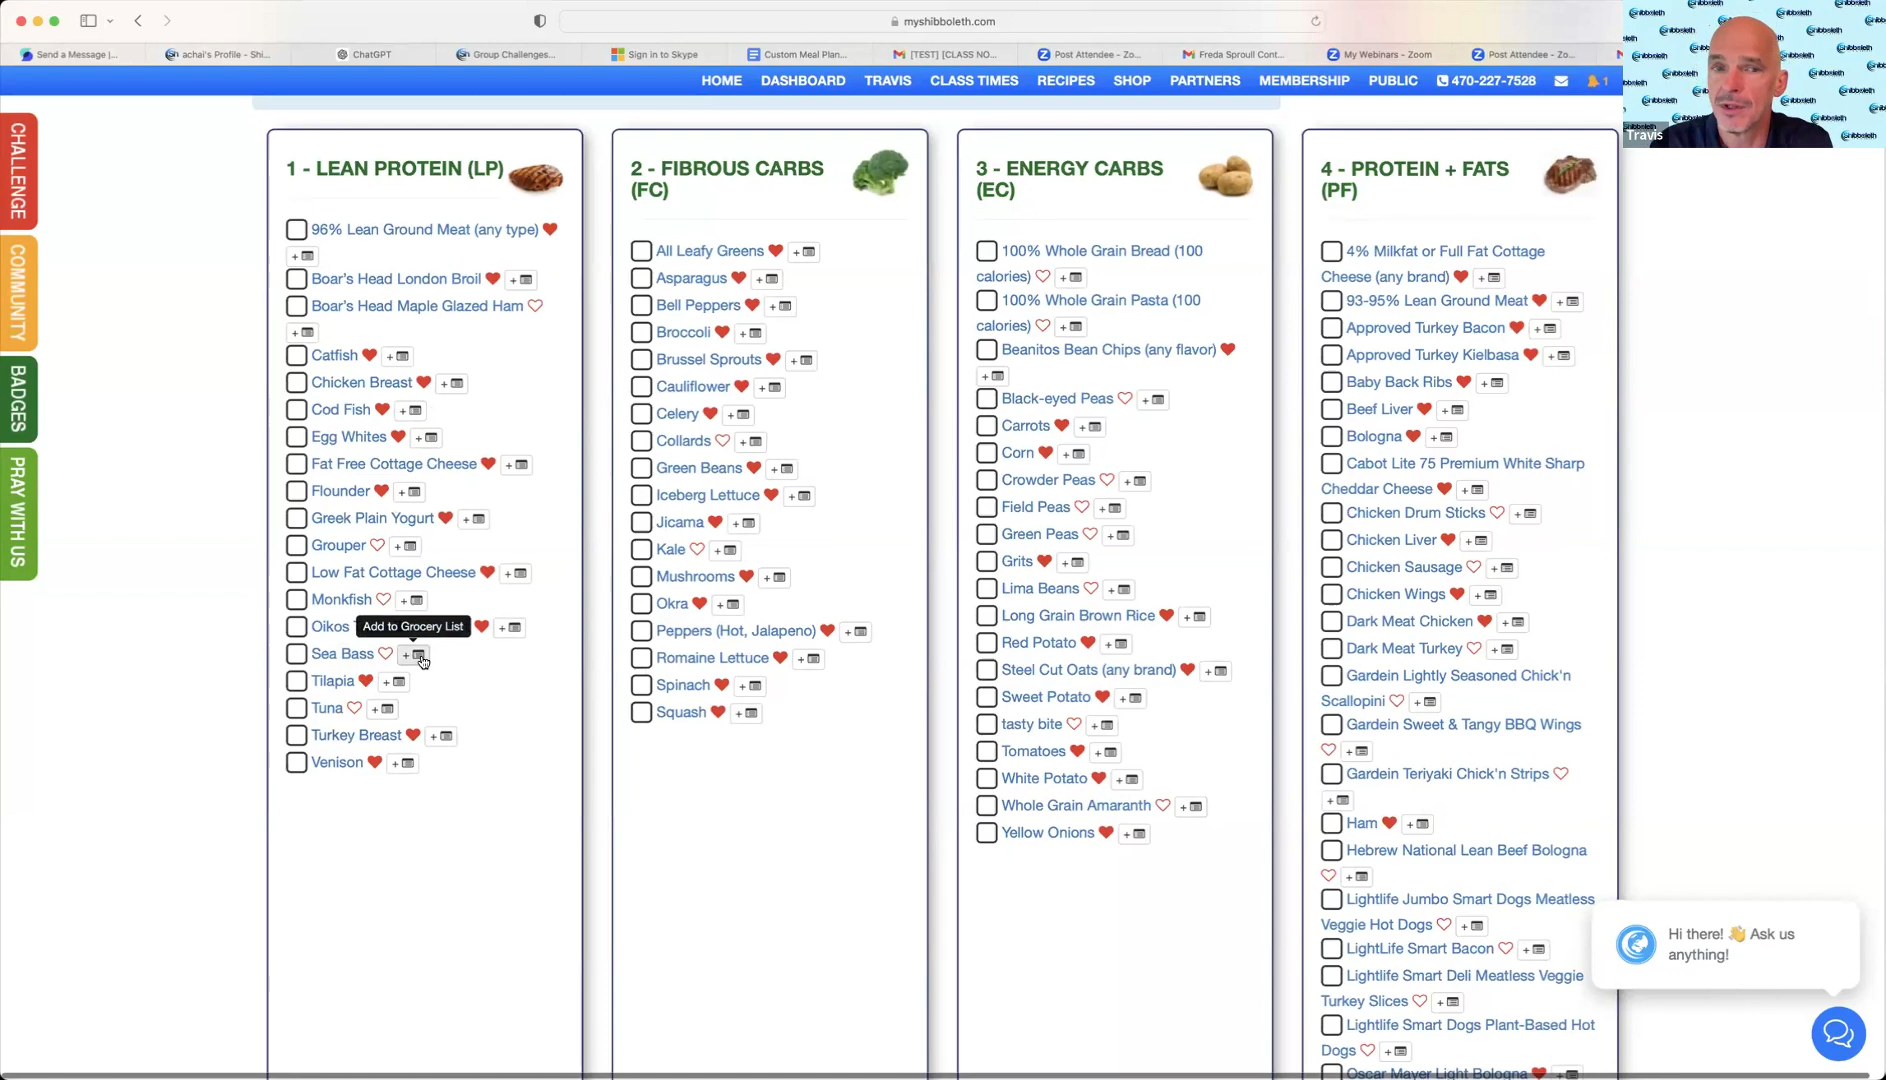 myshibboleth.com
Send a Message |...
achai's Profile - Shi...
ChatGPT
Group Challenges...
Sign in to Skype
Custom Meal Plan...
[TEST] [CLASS NO...
Post Attendee - Zo...
Freda Sproull Cont...
My Webinars - Zoom
Post Attendee - Zo...
HOME DASHBOARD TRAVIS CLASS TIMES RECIPES SHOP PARTNERS MEMBERSHIP PUBLIC 470-227-7528 1
Travis
CHALLENGE
COMMUNITY
BADGES
PRAY WITH US
1 - LEAN PROTEIN (LP)
96% Lean Ground Meat (any type)
Boar's Head London Broil
Boar's Head Maple Glazed Ham
Catfish
Chicken Breast
Cod Fish
Egg Whites
Fat Free Cottage Cheese
Flounder
Greek Plain Yogurt
Grouper
Low Fat Cottage Cheese
Monkfish
Oikos
Add to Grocery List
Sea Bass
Tilapia
Tuna
Turkey Breast
Venison
2 - FIBROUS CARBS
(FC)
All Leafy Greens
Asparagus
Bell Peppers
Broccoli
Brussel Sprouts
Cauliflower
Celery
Collards
Green Beans
Iceberg Lettuce
Jicama
Kale
Mushrooms
Okra
Peppers (Hot, Jalapeno)
Romaine Lettuce
Spinach
Squash
3 - ENERGY CARBS
(EC)
100% Whole Grain Bread (100
calories)
100% Whole Grain Pasta (100
calories)
Beanitos Bean Chips (any flavor)
Black-eyed Peas
Carrots
Corn
Crowder Peas
Field Peas
Green Peas
Grits
Lima Beans
Long Grain Brown Rice
Red Potato
Steel Cut Oats (any brand)
Sweet Potato
tasty bite
Tomatoes
White Potato
Whole Grain Amaranth
Yellow Onions
4 - PROTEIN + FATS
(PF)
4% Milkfat or Full Fat Cottage
Cheese (any brand)
93-95% Lean Ground Meat
Approved Turkey Bacon
Approved Turkey Kielbasa
Baby Back Ribs
Beef Liver
Bologna
Cabot Lite 75 Premium White Sharp
Cheddar Cheese
Chicken Drum Sticks
Chicken Liver
Chicken Sausage
Chicken Wings
Dark Meat Chicken
Dark Meat Turkey
Gardein Lightly Seasoned Chick'n
Scallopini
Gardein Sweet & Tangy BBQ Wings
Gardein Teriyaki Chick'n Strips
Ham
Hebrew National Lean Beef Bologna
Lightlife Jumbo Smart Dogs Meatless
Veggie Hot Dogs
LightLife Smart Bacon
Lightlife Smart Deli Meatless Veggie
Turkey Slices
Lightlife Smart Dogs Plant-Based Hot
Dogs
Oscar Mayer Light Bologna
Hi there! 👋 Ask us
anything!